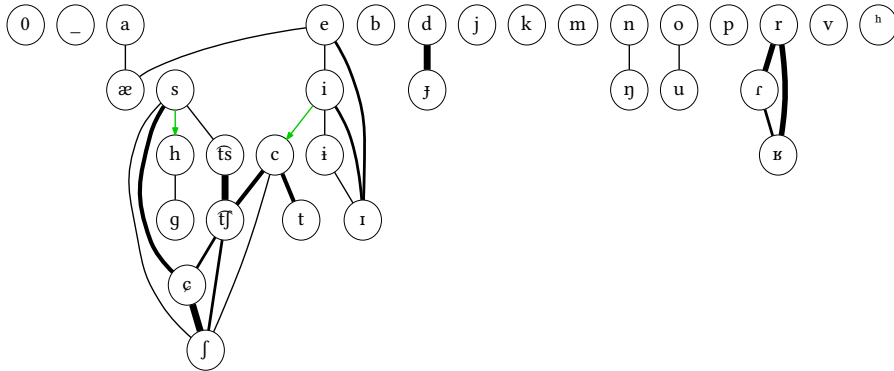 0 _ a e b d j k m n o p r v ʰ
æ s i ɟ ŋ u ɾ
h t͡s c ɨ ʁ
ɡ t͡ʃ t ɪ
ɕ
ʃ